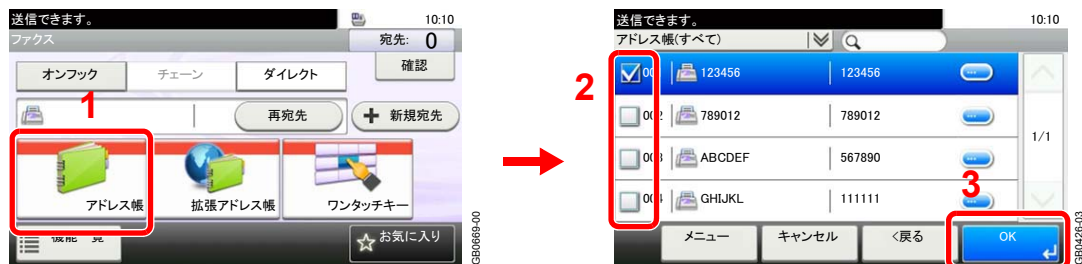 送信できます。 10:10
ファクス 宛先: 0
オンフック チェーン ダイレクト 確認
1
再宛先 + 新規宛先
アドレス帳 拡張アドレス帳 ワンタッチキー
機能 覧 お気に入り
GB0669-00
送信できます。 10:10
アドレス帳(すべて)
2
00 123456 123456
002 789012 789012
1/1
003 ABCDEF 567890
3
004 GHIJKL 111111
メニュー キャンセル <戻る OK
GB0426-03